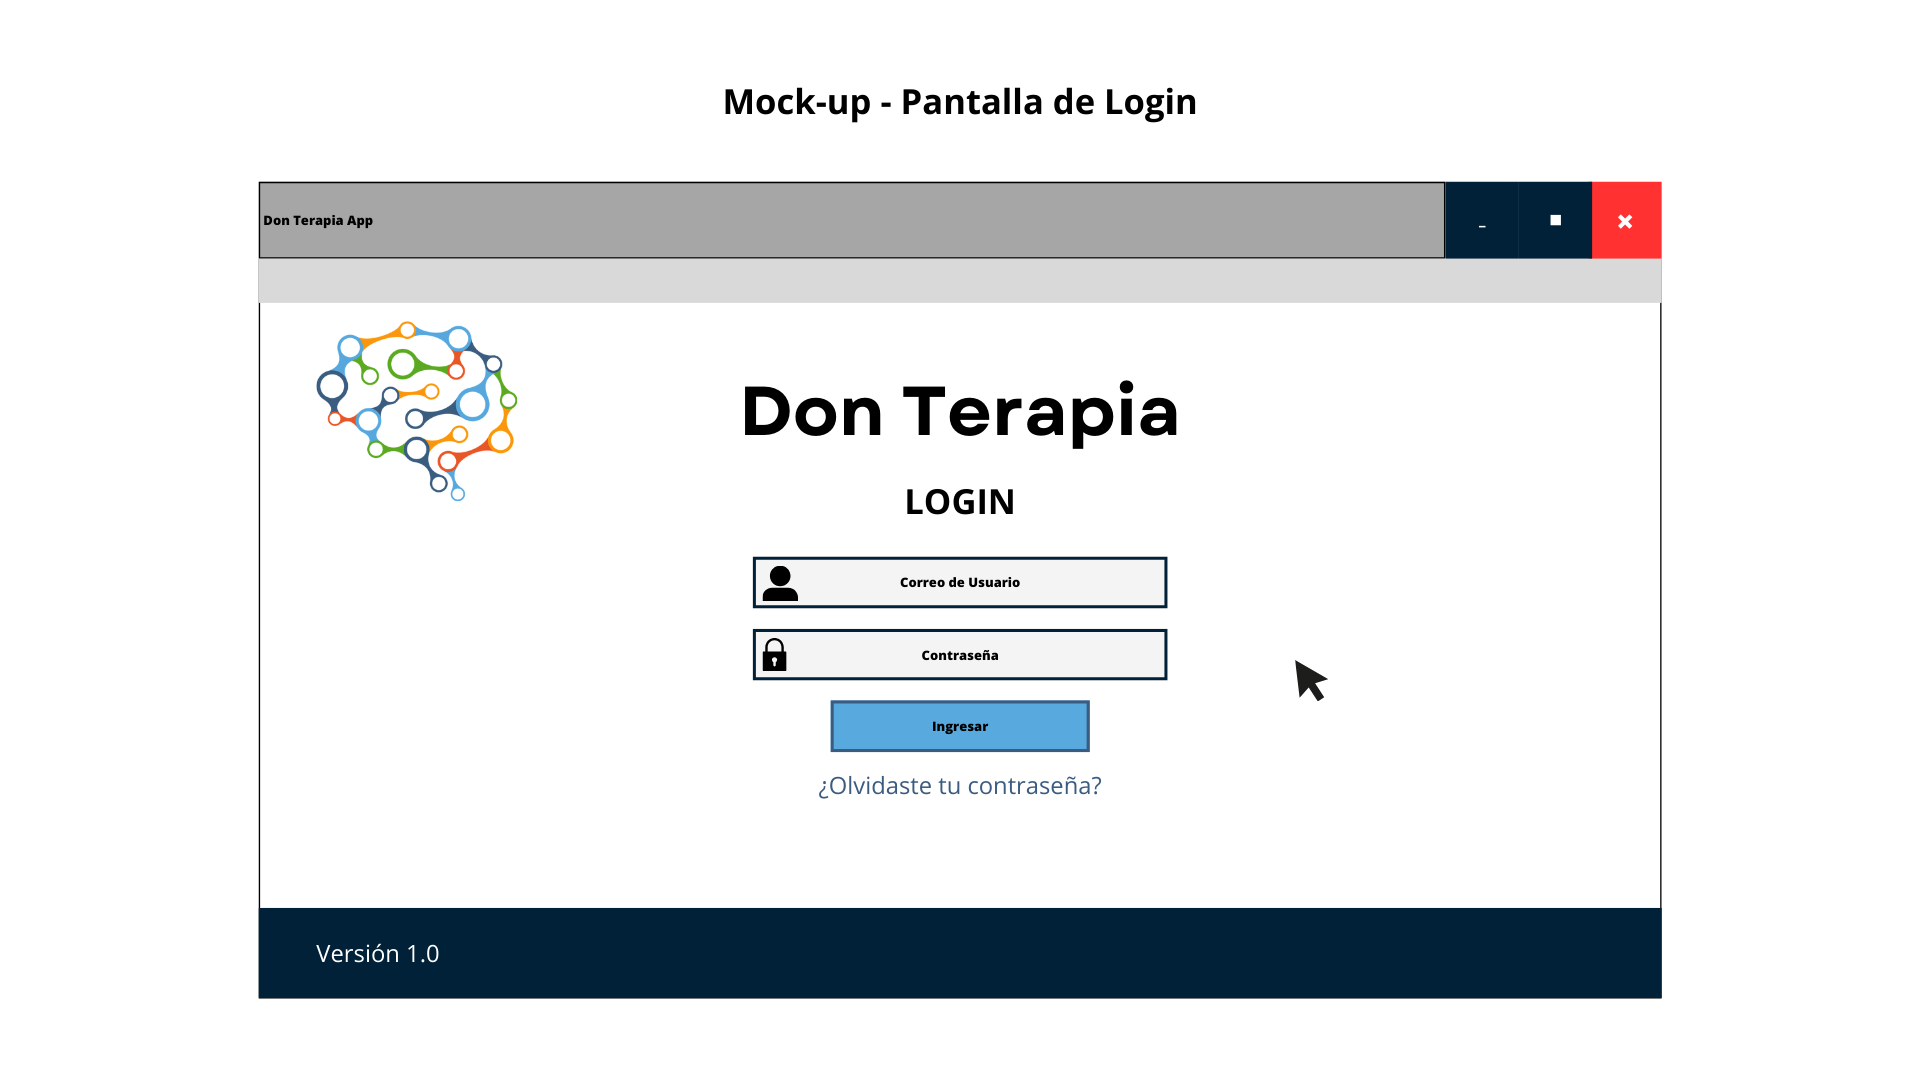 Mock-up - Pantalla de Login
Don Terapia App
Don Terapia
LOGIN
Correo de Usuario
Contraseña
Ingresar
¿Olvidaste tu contraseña?
Versión 1.0